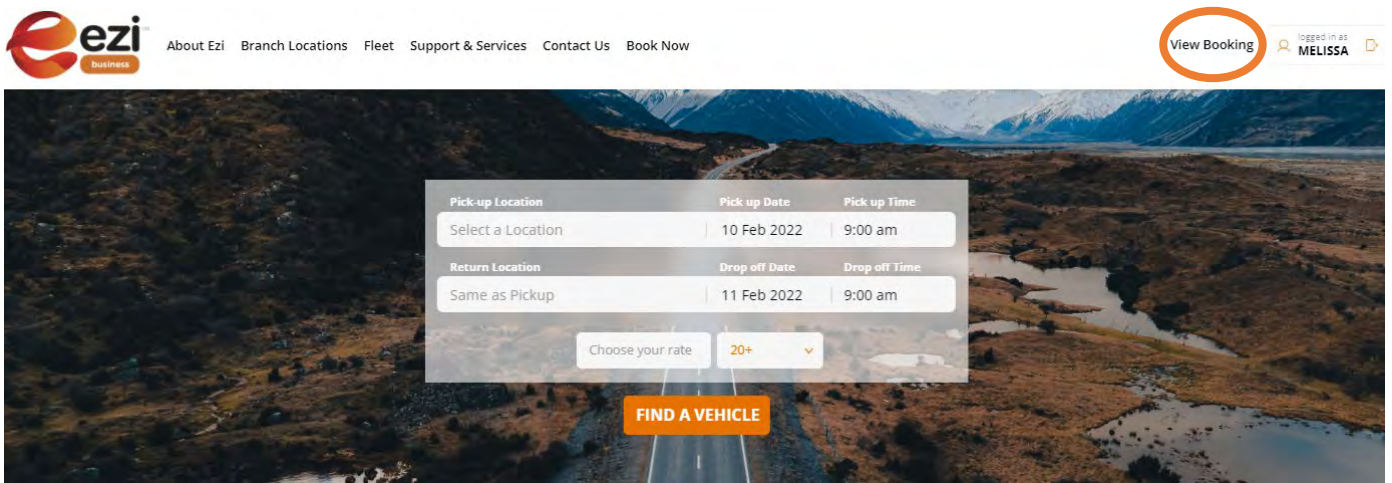 ezi
business
About Ezi Branch Locations Fleet Support & Services Contact Us Book Now
View Booking
logged in as
MELISSA
Pick-up Location Pick up Date Pick up Time
Select a Location 10 Feb 2022 9:00 am
Return Location Drop off Date Drop off Time
Same as Pickup 11 Feb 2022 9:00 am
Choose your rate 20+
FIND A VEHICLE